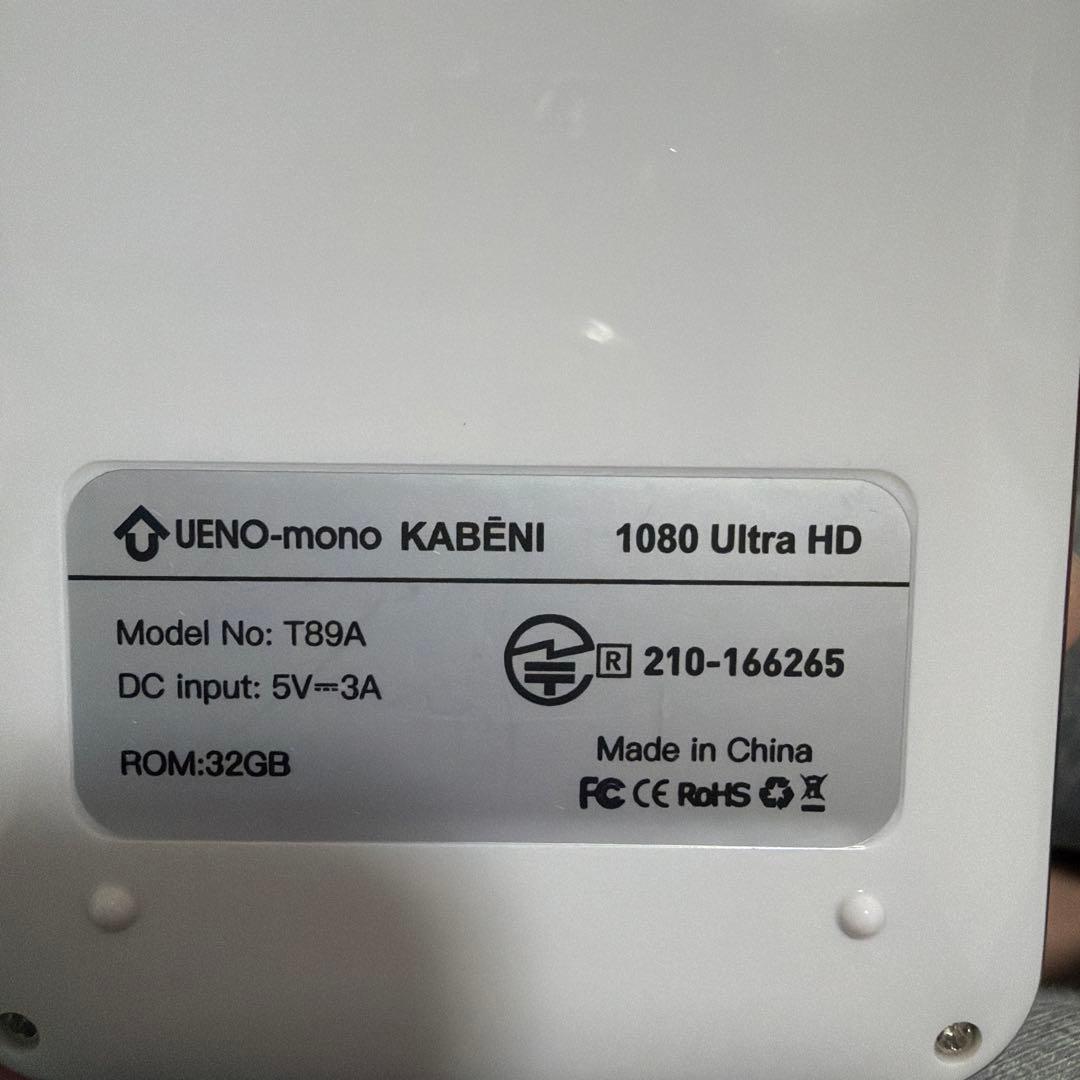 UENO-mono KABĒNI 1080 Ultra HD
Model No: T89A
DC input: 5V⎓3A
ROM:32GB
R 210-166265
Made in China
FC CE RoHS